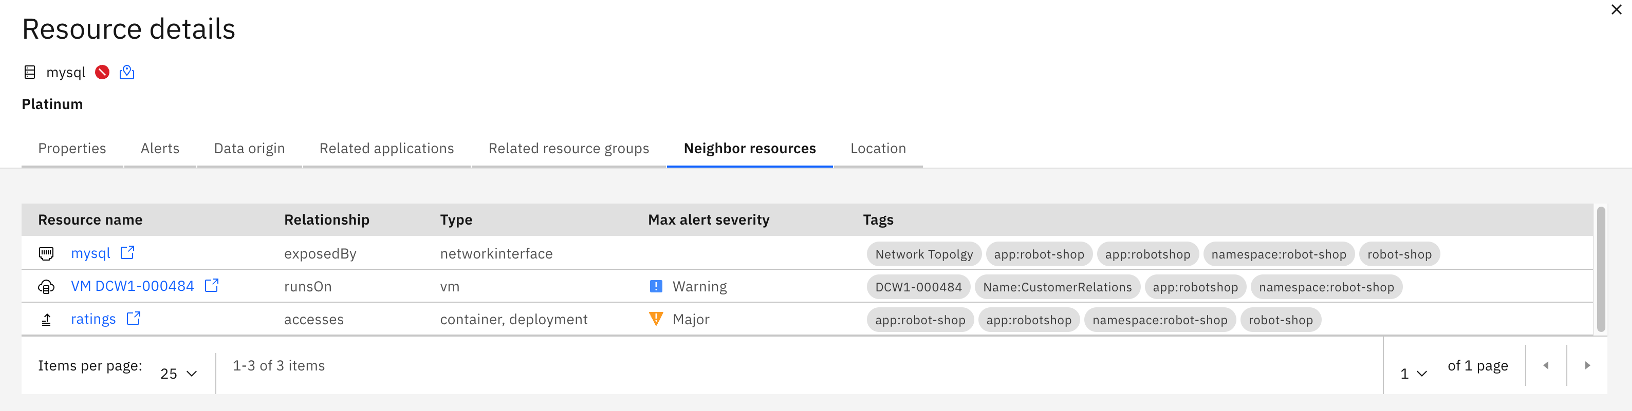 Resource details
mysql
Platinum
Properties Alerts Data origin Related applications Related resource groups Neighbor resources Location
Resource name Relationship Type Max alert severity Tags
mysql exposedBy networkinterface Network Topolgy app:robot-shop app:robotshop namespace:robot-shop robot-shop
VM DCW1-000484 runsOn vm Warning DCW1-000484 Name:CustomerRelations app:robotshop namespace:robot-shop
ratings accesses container, deployment Major app:robot-shop app:robotshop namespace:robot-shop robot-shop
Items per page: 25 1-3 of 3 items 1 of 1 page